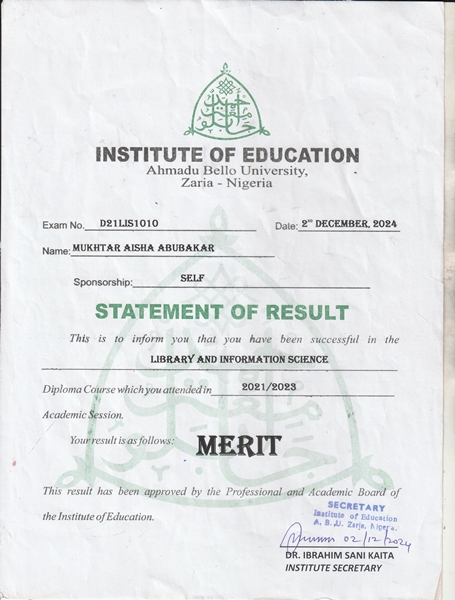 INSTITUTE OF EDUCATION
Ahmadu Bello University,
Zaria - Nigeria
Exam No. D21LIS1010 Date: 2ND DECEMBER, 2024
Name: MUKHTAR AISHA ABUBAKAR
Sponsorship: SELF
STATEMENT OF RESULT
This is to inform you that you have been successful in the
LIBRARY AND INFORMATION SCIENCE
Diploma Course which you attended in 2021/2023
Academic Session.
Your result is as follows: MERIT
This result has been approved by the Professional and Academic Board of
the Institute of Education.
SECRETARY
Institute of Education
A. B. U. Zaria, Nigeria.
02/12/2024
DR. IBRAHIM SANI KAITA
INSTITUTE SECRETARY